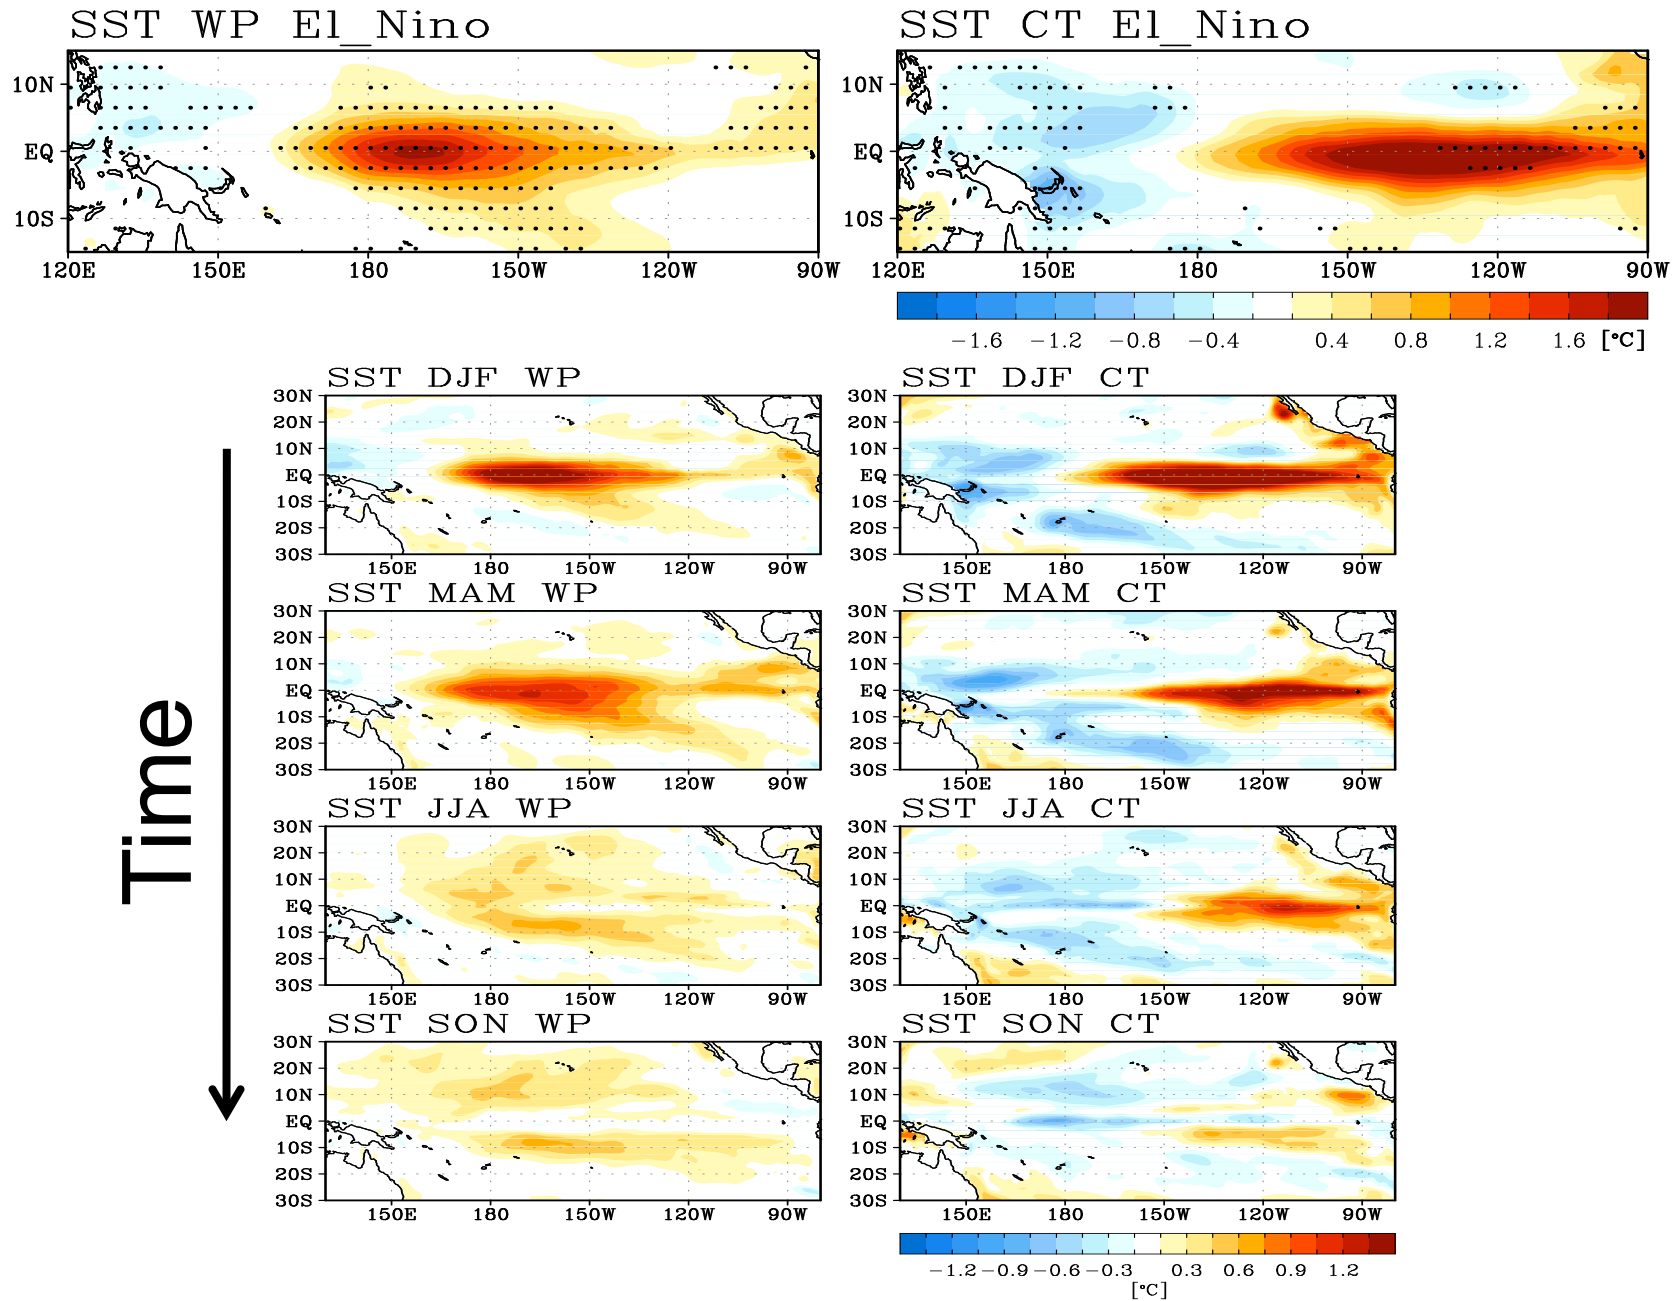 SST WP El_Nino
SST CT El_Nino
10N
EQ
10S
120E 150E 180 150W 120W 90W
10N
EQ
10S
120E 150E 180 150W 120W 90W
−1.6 −1.2 −0.8 −0.4 0.4 0.8 1.2 1.6 [°C]
Time
SST DJF WP
30N
20N
10N
EQ
10S
20S
30S
150E 180 150W 120W 90W
SST DJF CT
30N
20N
10N
EQ
10S
20S
30S
150E 180 150W 120W 90W
SST MAM WP
30N
20N
10N
EQ
10S
20S
30S
150E 180 150W 120W 90W
SST MAM CT
30N
20N
10N
EQ
10S
20S
30S
150E 180 150W 120W 90W
SST JJA WP
30N
20N
10N
EQ
10S
20S
30S
150E 180 150W 120W 90W
SST JJA CT
30N
20N
10N
EQ
10S
20S
30S
150E 180 150W 120W 90W
SST SON WP
30N
20N
10N
EQ
10S
20S
30S
150E 180 150W 120W 90W
SST SON CT
30N
20N
10N
EQ
10S
20S
30S
150E 180 150W 120W 90W
−1.2 −0.9 −0.6 −0.3 0.3 0.6 0.9 1.2
[°C]